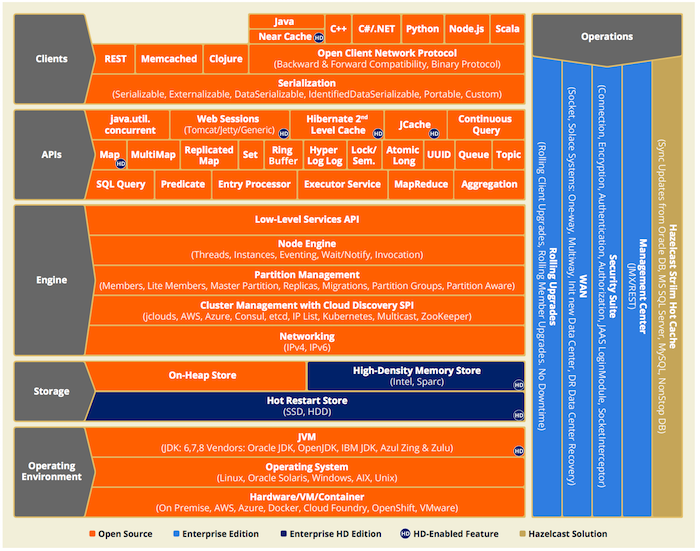 Clients
Java
Near Cache HD
C++
C#/.NET
Python
Node.js
Scala
REST
Memcached
Clojure
Open Client Network Protocol
(Backward & Forward Compatibility, Binary Protocol)
Serialization
(Serializable, Externalizable, DataSerializable, IdentifiedDataSerializable, Portable, Custom)
APIs
java.util.
concurrent
Web Sessions
(Tomcat/Jetty/Generic) HD
Hibernate 2nd
Level Cache HD
JCache HD
Continuous
Query
Map HD
MultiMap
Replicated
Map
Set
Ring
Buffer
Hyper
Log Log
Lock/
Sem.
Atomic
Long
UUID
Queue
Topic
SQL Query
Predicate
Entry Processor
Executor Service
MapReduce
Aggregation
Engine
Low-Level Services API
Node Engine
(Threads, Instances, Eventing, Wait/Notify, Invocation)
Partition Management
(Members, Lite Members, Master Partition, Replicas, Migrations, Partition Groups, Partition Aware)
Cluster Management with Cloud Discovery SPI
(jclouds, AWS, Azure, Consul, etcd, IP List, Kubernetes, Multicast, ZooKeeper)
Networking
(IPv4, IPv6)
Storage
On-Heap Store
High-Density Memory Store
(Intel, Sparc) HD
Hot Restart Store
(SSD, HDD) HD
Operating
Environment
JVM
(JDK: 6,7,8 Vendors: Oracle JDK, OpenJDK, IBM JDK, Azul Zing & Zulu) HD
Operating System
(Linux, Oracle Solaris, Windows, AIX, Unix)
Hardware/VM/Container
(On Premise, AWS, Azure, Docker, Cloud Foundry, OpenShift, VMware)
Operations
Rolling Upgrades
(Rolling Client Upgrades, Rolling Member Upgrades, No Downtime)
WAN
(Socket, Solace Systems: One-way, Multiway, Init new Data Center, DR Data Center Recovery)
Security Suite
(Connection, Encryption, Authentication, Authorization, JAAS LoginModule, SocketInterceptor)
Management Center
(JMX/REST)
Hazelcast Striim Hot Cache
(Sync Updates from Oracle DB, MS SQL Server, MySQL, NonStop DB)
Open Source
Enterprise Edition
Enterprise HD Edition
HD HD-Enabled Feature
Hazelcast Solution